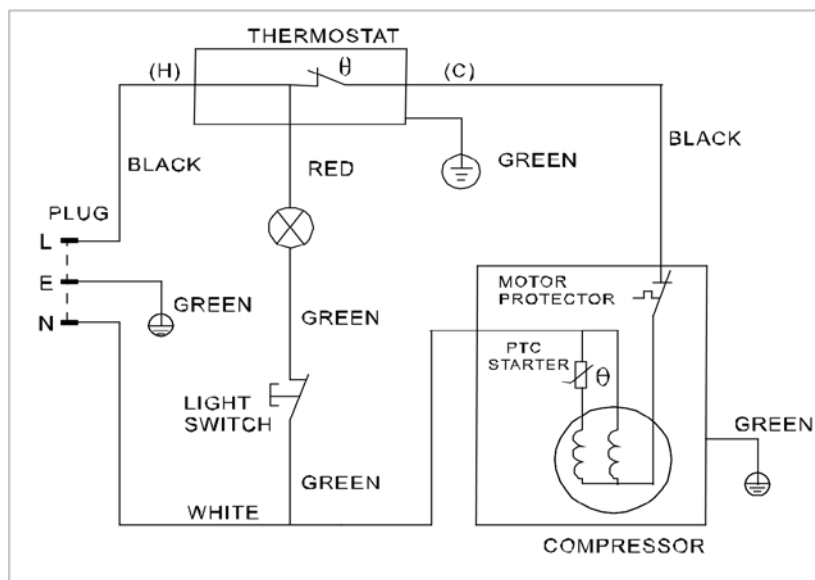 THERMOSTAT
(H)
θ
(C)
BLACK
RED
GREEN
BLACK
PLUG
L
E
N
GREEN
GREEN
MOTOR
PROTECTOR
PTC
STARTER
θ
LIGHT
SWITCH
GREEN
GREEN
WHITE
COMPRESSOR